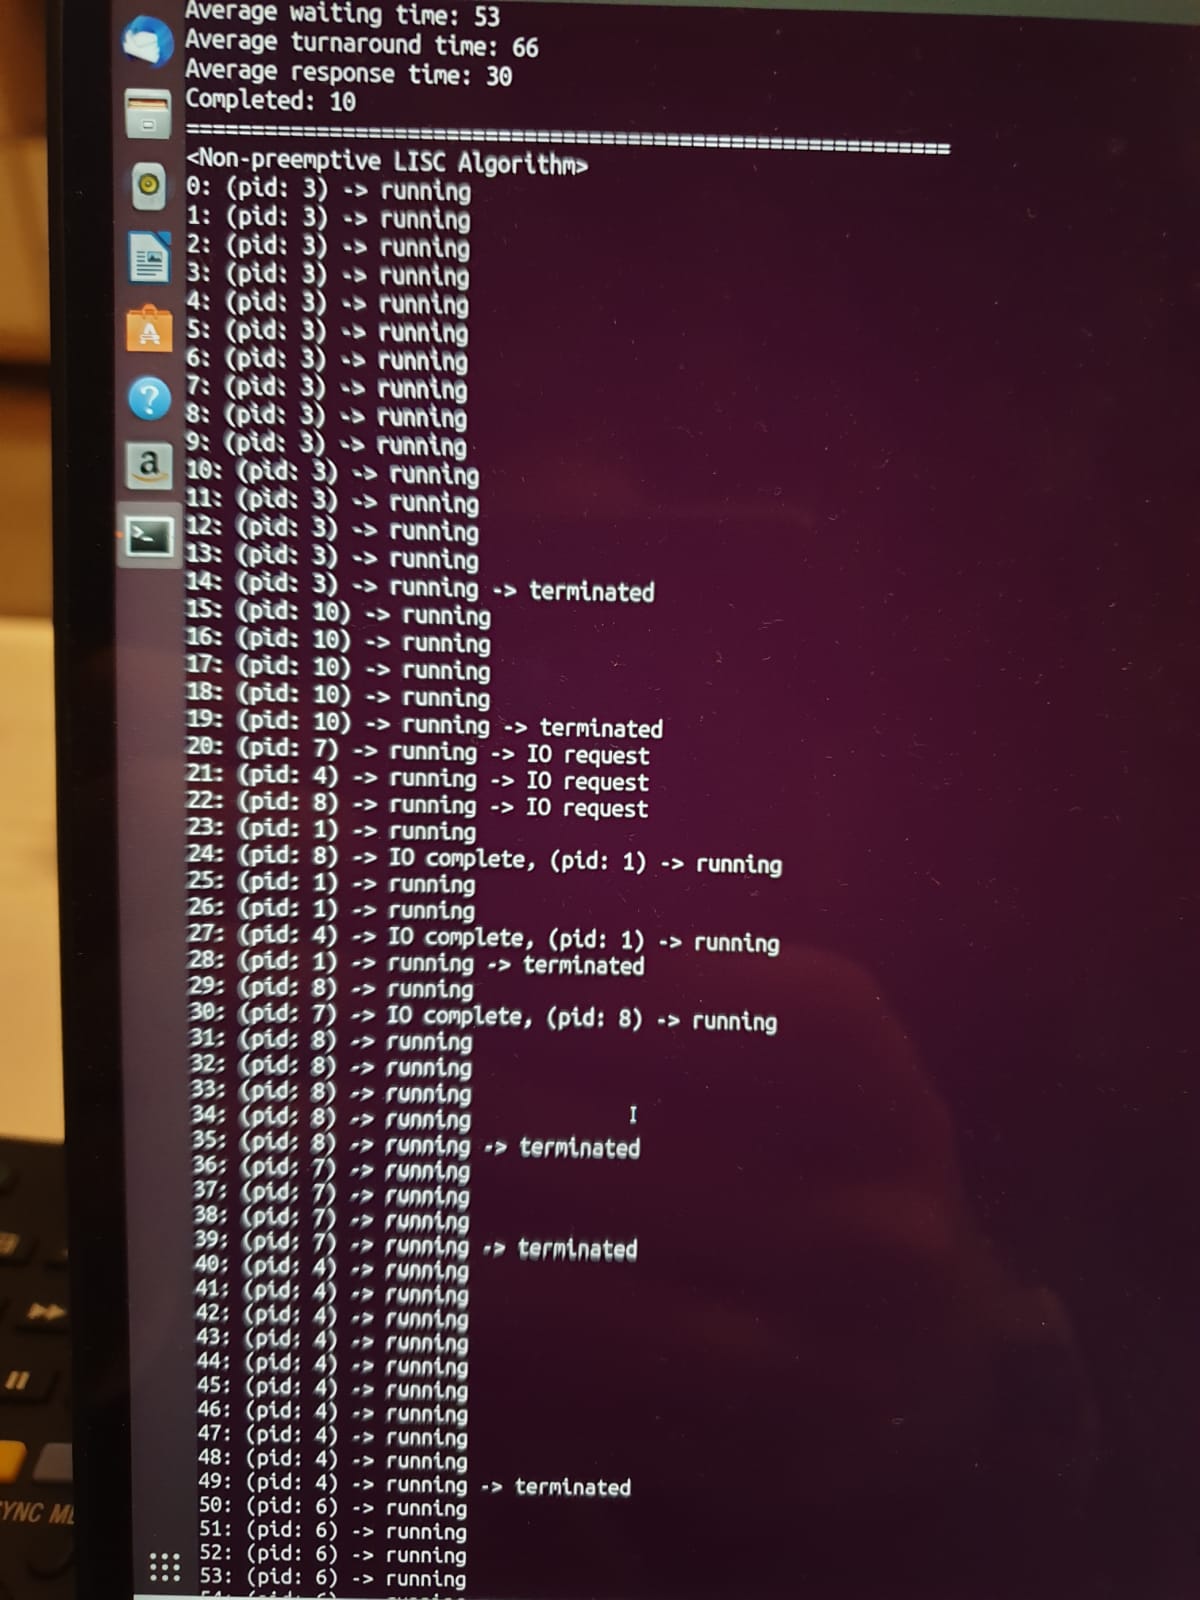 Average waiting time: 53
Average turnaround time: 66
Average response time: 30
Completed: 10
==========================================================
<Non-preemptive LISC Algorithm>
0: (pid: 3) -> running
1: (pid: 3) -> running
2: (pid: 3) -> running
3: (pid: 3) -> running
4: (pid: 3) -> running
5: (pid: 3) -> running
6: (pid: 3) -> running
7: (pid: 3) -> running
8: (pid: 3) -> running
9: (pid: 3) -> running
10: (pid: 3) -> running
11: (pid: 3) -> running
12: (pid: 3) -> running
13: (pid: 3) -> running
14: (pid: 3) -> running -> terminated
15: (pid: 10) -> running
16: (pid: 10) -> running
17: (pid: 10) -> running
18: (pid: 10) -> running
19: (pid: 10) -> running -> terminated
20: (pid: 7) -> running -> IO request
21: (pid: 4) -> running -> IO request
22: (pid: 8) -> running -> IO request
23: (pid: 1) -> running
24: (pid: 8) -> IO complete, (pid: 1) -> running
25: (pid: 1) -> running
26: (pid: 1) -> running
27: (pid: 4) -> IO complete, (pid: 1) -> running
28: (pid: 1) -> running -> terminated
29: (pid: 8) -> running
30: (pid: 7) -> IO complete, (pid: 8) -> running
31: (pid: 8) -> running
32: (pid: 8) -> running
33: (pid: 8) -> running
34: (pid: 8) -> running
35: (pid: 8) -> running -> terminated
36: (pid: 7) -> running
37: (pid: 7) -> running
38: (pid: 7) -> running
39: (pid: 7) -> running -> terminated
40: (pid: 4) -> running
41: (pid: 4) -> running
42: (pid: 4) -> running
43: (pid: 4) -> running
44: (pid: 4) -> running
45: (pid: 4) -> running
46: (pid: 4) -> running
47: (pid: 4) -> running
48: (pid: 4) -> running
49: (pid: 4) -> running -> terminated
50: (pid: 6) -> running
51: (pid: 6) -> running
52: (pid: 6) -> running
53: (pid: 6) -> running